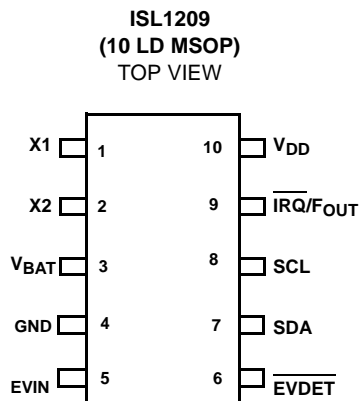 ISL1209
(10 LD MSOP)
TOP VIEW
X1 1 10 VDD
X2 2 9 IRQ/FOUT
VBAT 3 8 SCL
GND 4 7 SDA
EVIN 5 6 EVDET